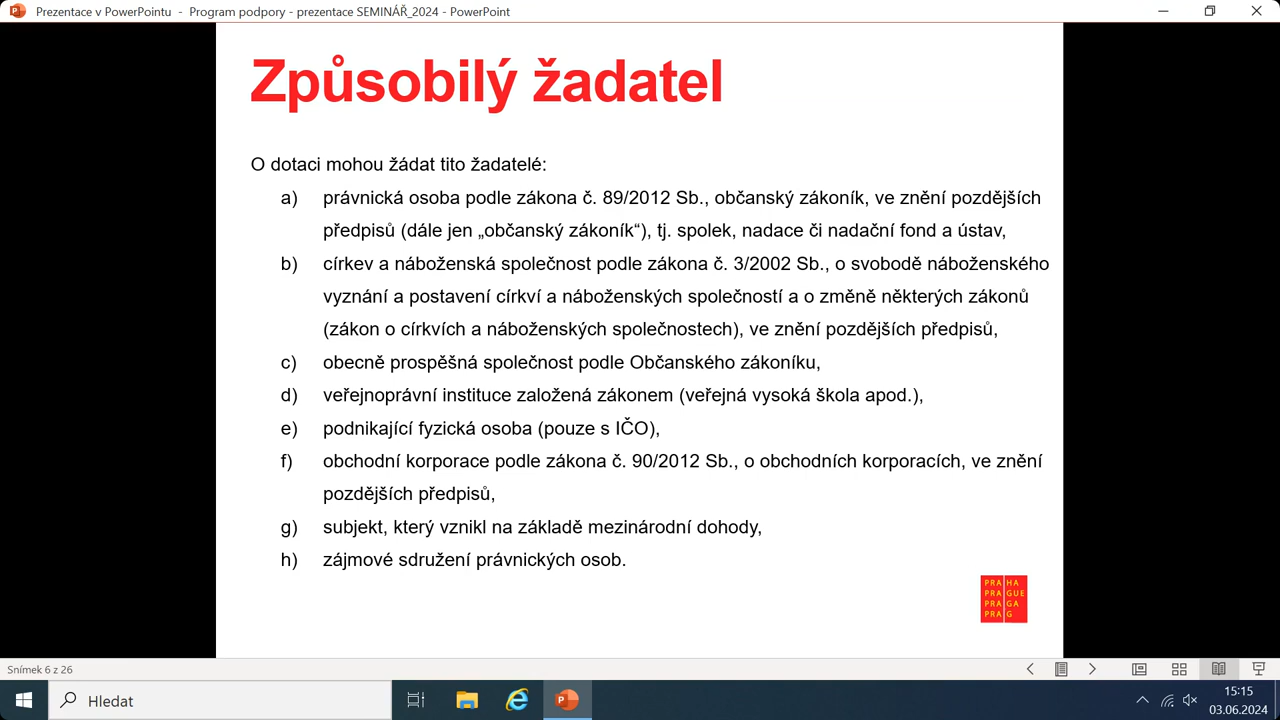 Prezentace v PowerPointu - Program podpory - prezentace SEMINÁŘ_2024 - PowerPoint
Způsobilý žadatel
O dotaci mohou žádat tito žadatelé:
a) právnická osoba podle zákona č. 89/2012 Sb., občanský zákoník, ve znění pozdějších
předpisů (dále jen „občanský zákoník“), tj. spolek, nadace či nadační fond a ústav,
b) církev a náboženská společnost podle zákona č. 3/2002 Sb., o svobodě náboženského
vyznání a postavení církví a náboženských společností a o změně některých zákonů
(zákon o církvích a náboženských společnostech), ve znění pozdějších předpisů,
c) obecně prospěšná společnost podle Občanského zákoníku,
d) veřejnoprávní instituce založená zákonem (veřejná vysoká škola apod.),
e) podnikající fyzická osoba (pouze s IČO),
f) obchodní korporace podle zákona č. 90/2012 Sb., o obchodních korporacích, ve znění
pozdějších předpisů,
g) subjekt, který vznikl na základě mezinárodní dohody,
h) zájmové sdružení právnických osob.
PRA HA
PRA GUE
PRA GA
PRA G
Snímek 6 z 26
Hledat
15:15
03.06.2024